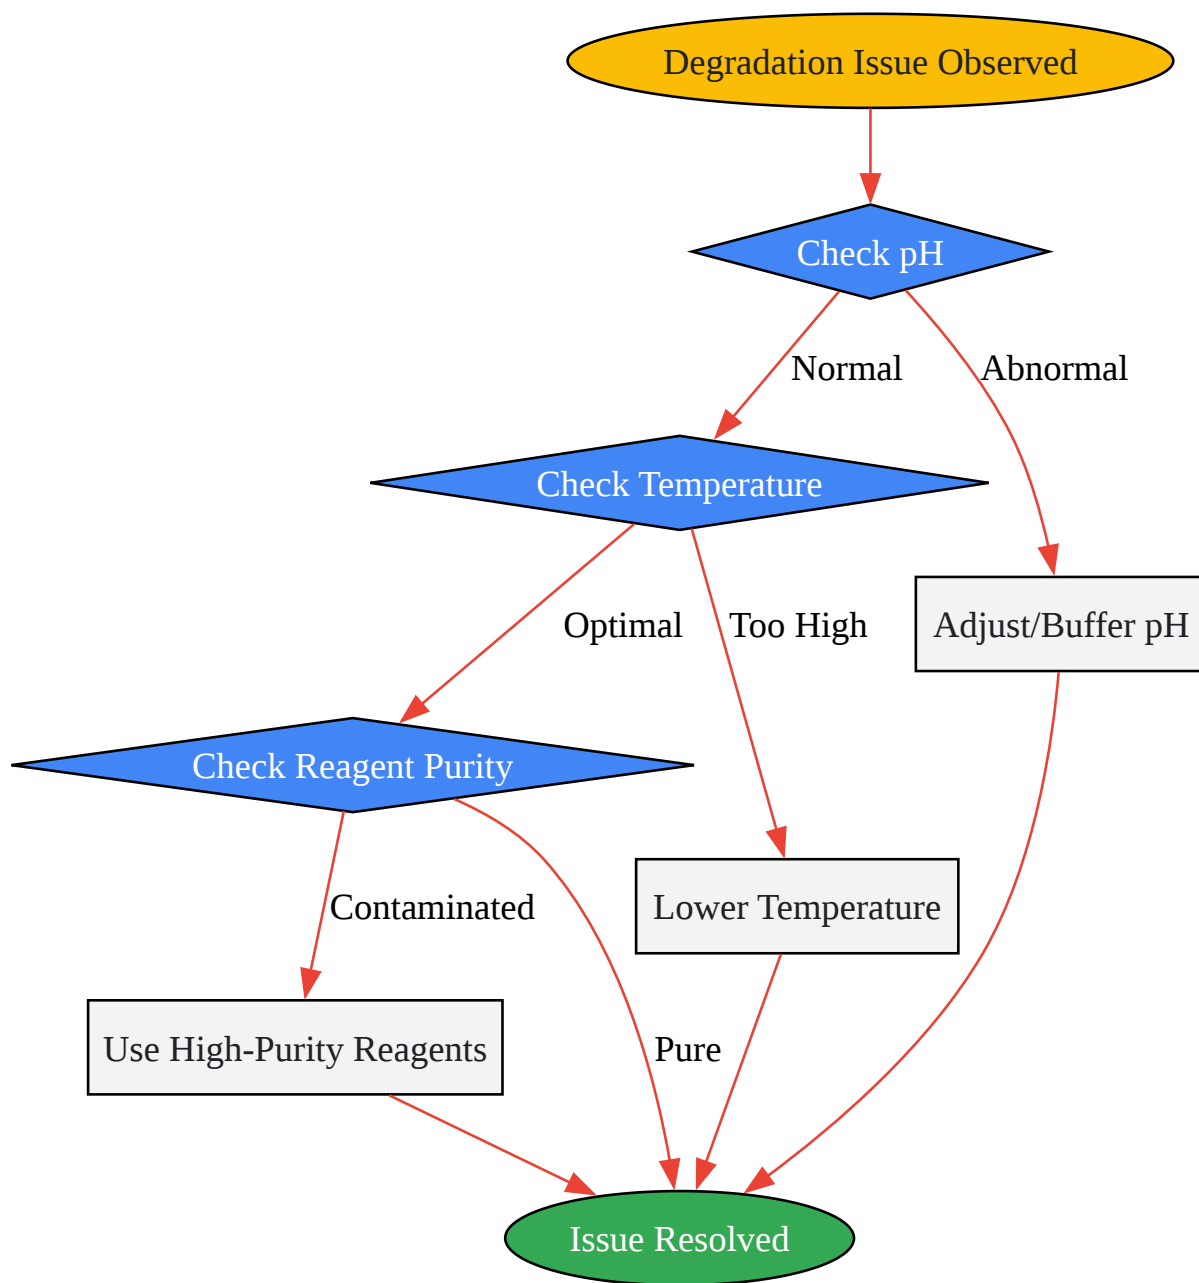 Degradation Issue Observed
Check pH
Normal
Abnormal
Check Temperature
Optimal
Too High
Adjust/Buffer pH
Check Reagent Purity
Contaminated
Lower Temperature
Use High-Purity Reagents
Pure
Issue Resolved